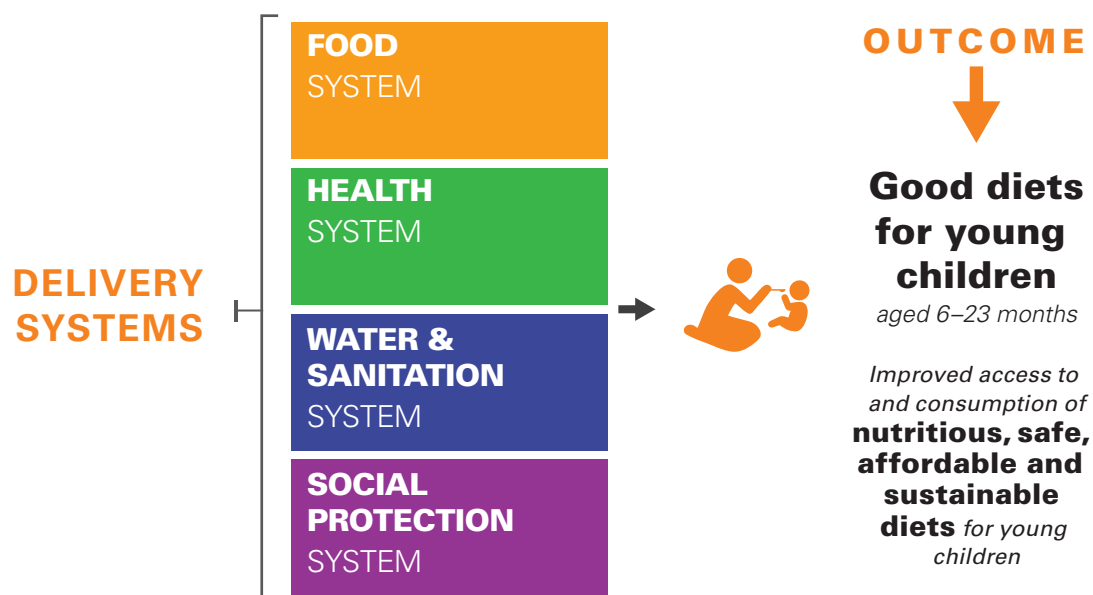 DELIVERY
SYSTEMS
FOOD
SYSTEM
HEALTH
SYSTEM
WATER &
SANITATION
SYSTEM
SOCIAL
PROTECTION
SYSTEM
OUTCOME
Good diets
for young
children
aged 6–23 months
Improved access to
and consumption of
nutritious, safe,
affordable and
sustainable
diets for young
children